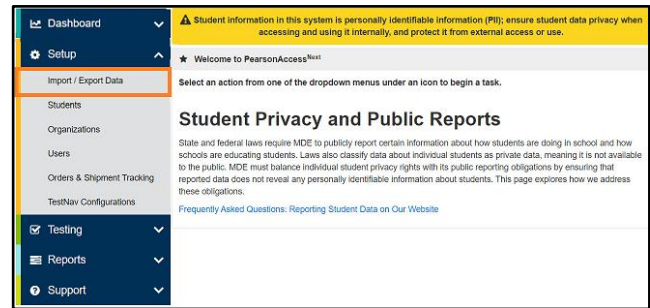 Dashboard
Setup
Import / Export Data
Students
Organizations
Users
Orders & Shipment Tracking
TestNav Configurations
Testing
Reports
Support
Student information in this system is personally identifiable information (PII); ensure student data privacy when
accessing and using it internally, and protect it from external access or use.
Welcome to PearsonAccessNext
Select an action from one of the dropdown menus under an icon to begin a task.
Student Privacy and Public Reports
State and federal laws require MDE to publicly report certain information about how students are doing in school and how
schools are educating students. Laws also classify data about individual students as private data, meaning it is not available
to the public. MDE must balance individual student privacy rights with its public reporting obligations by ensuring that
reported data does not reveal any personally identifiable information about students. This page explores how we address
these obligations.
Frequently Asked Questions: Reporting Student Data on Our Website